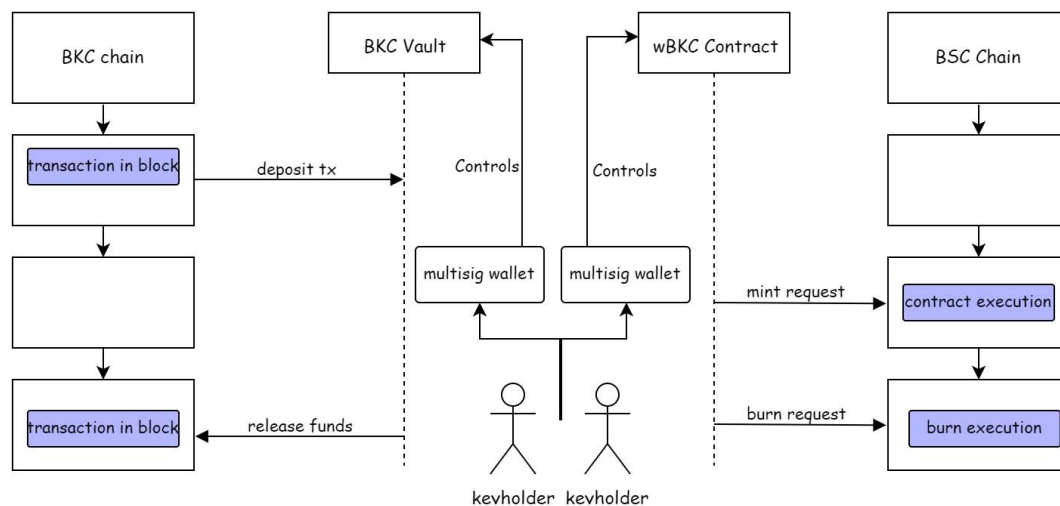 BKC chain
BKC Vault
wBKC Contract
BSC Chain
transaction in block
deposit tx
Controls
Controls
multisig wallet
multisig wallet
mint request
contract execution
transaction in block
release funds
burn request
burn execution
keyholder
keyholder